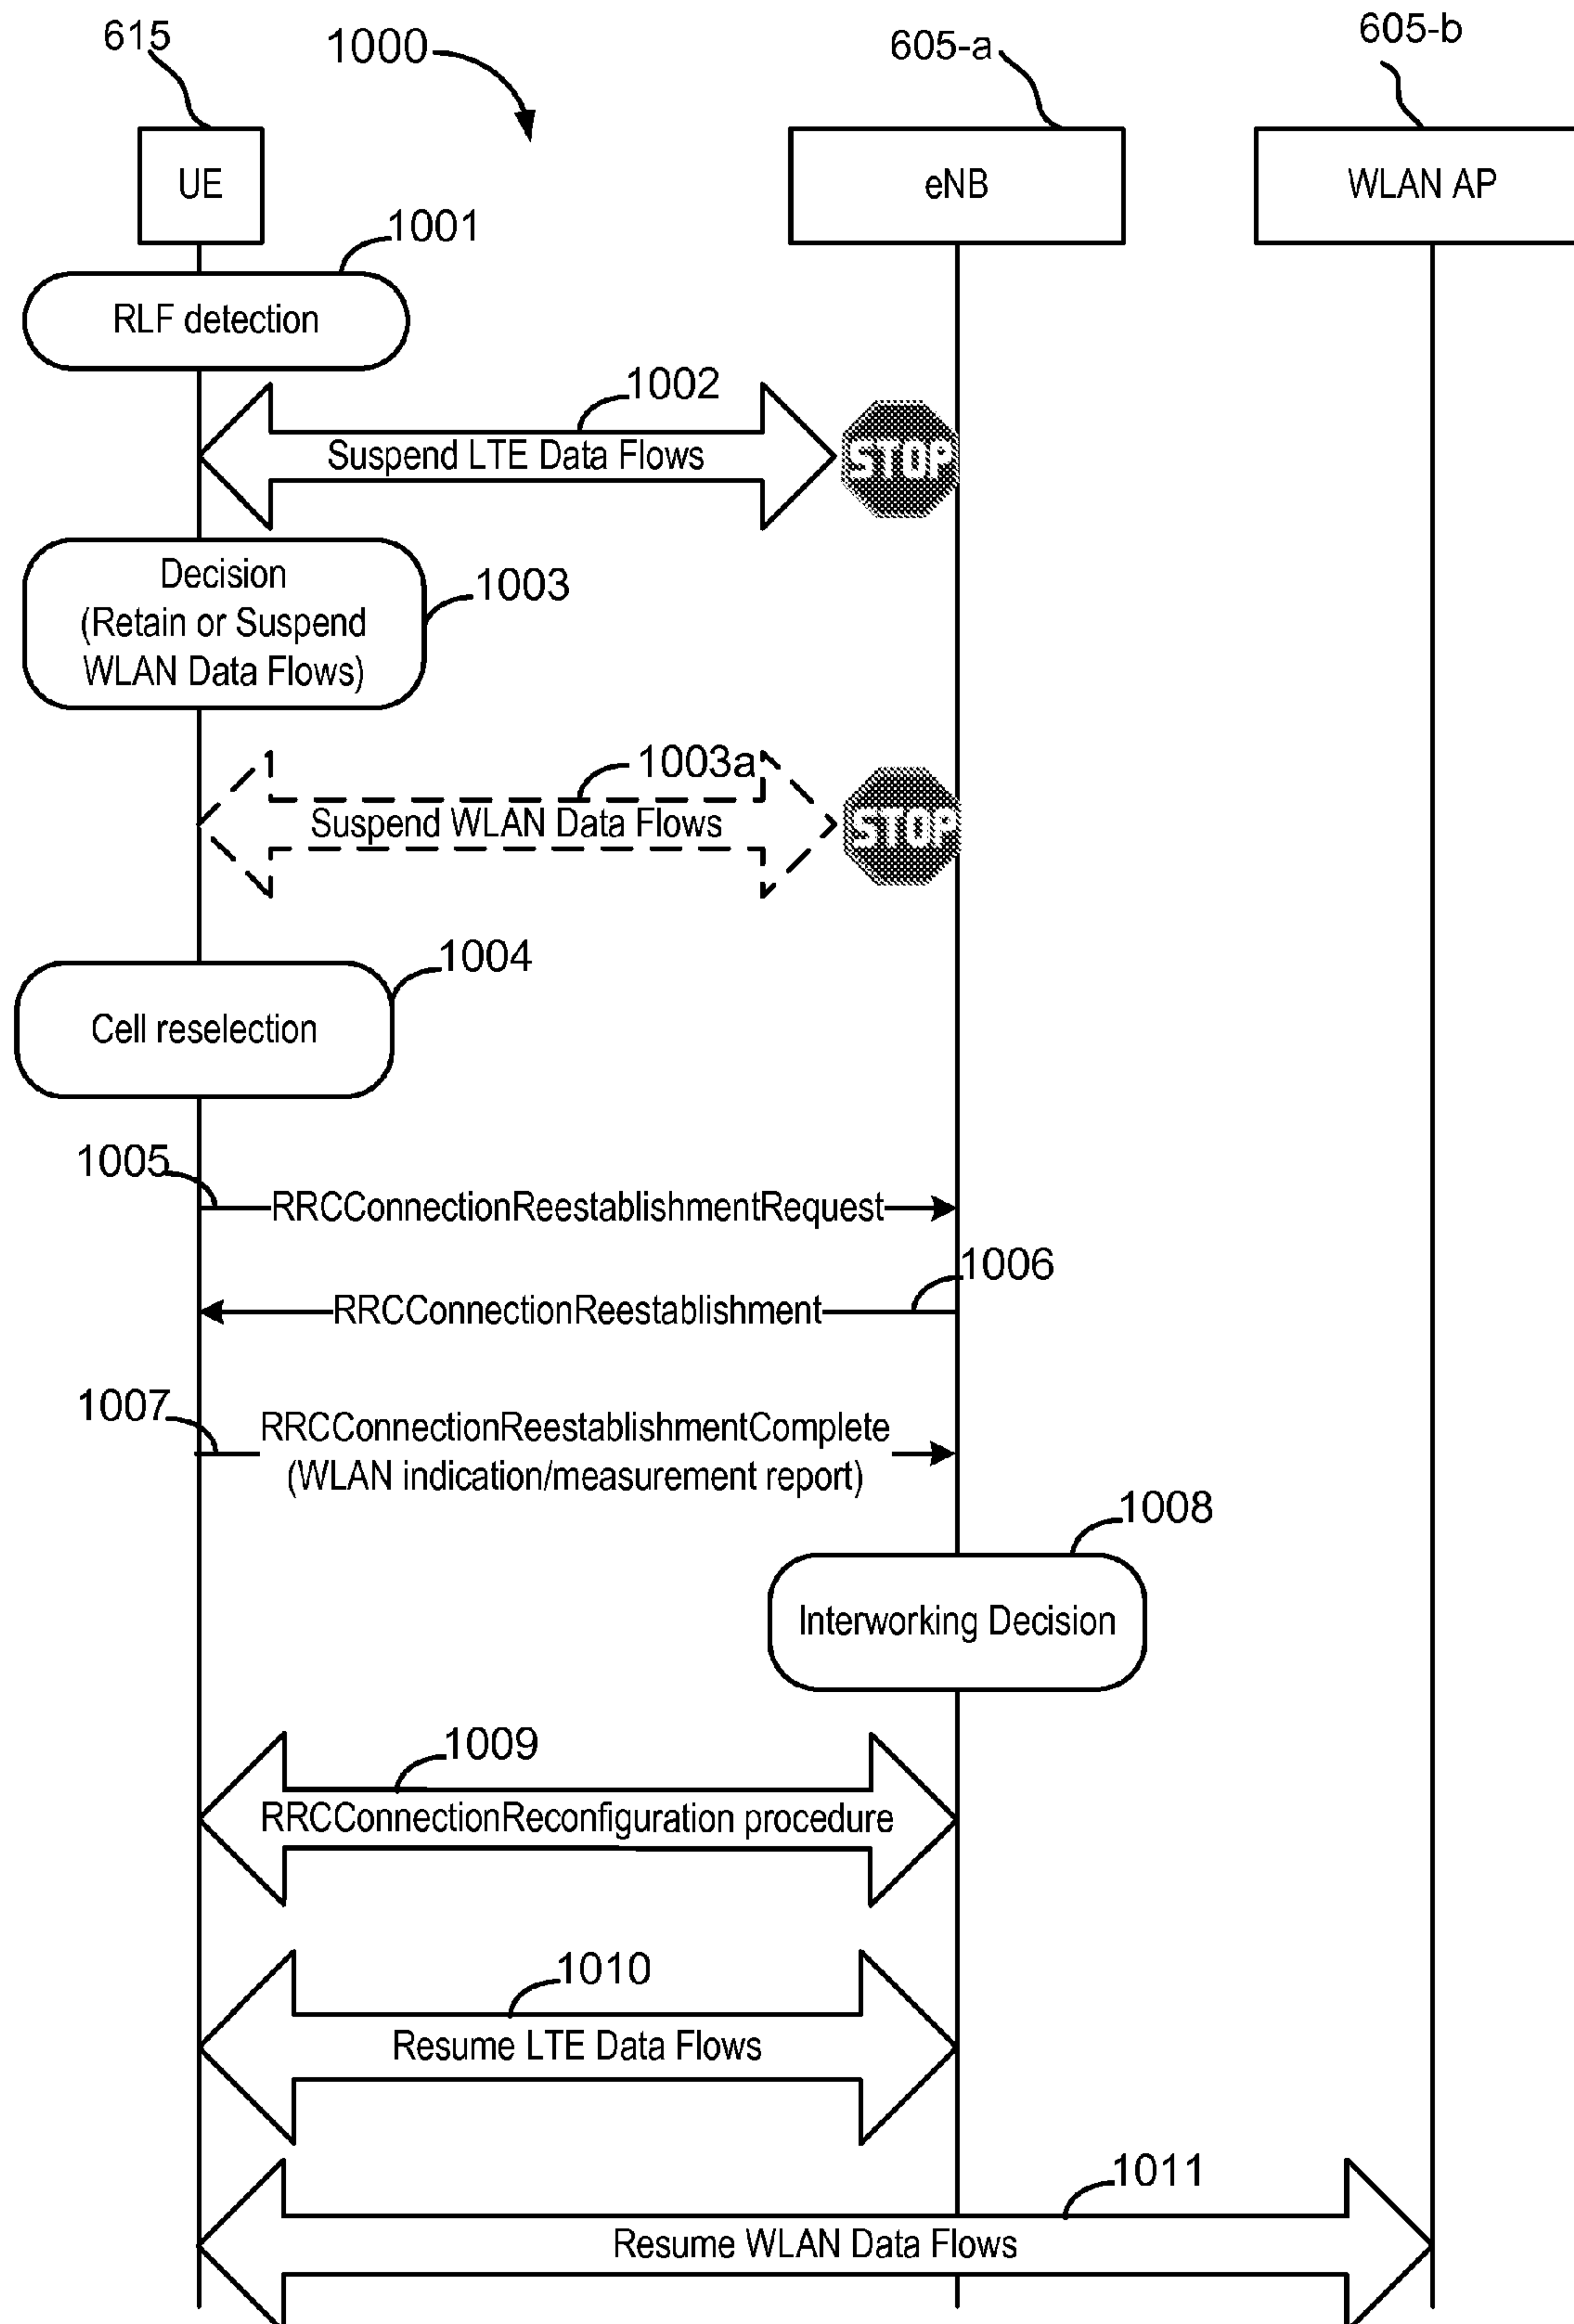 615
1000
605-a
605-b
UE
eNB
WLAN AP
1001
RLF detection
1002
Suspend LTE Data Flows
STOP
Decision
(Retain or Suspend
WLAN Data Flows)
1003
1003a
Suspend WLAN Data Flows
STOP
1004
Cell reselection
1005
RRCConnectionReestablishmentRequest
1006
RRCConnectionReestablishment
1007
RRCConnectionReestablishmentComplete
(WLAN indication/measurement report)
1008
Interworking Decision
1009
RRCConnectionReconfiguration procedure
1010
Resume LTE Data Flows
1011
Resume WLAN Data Flows